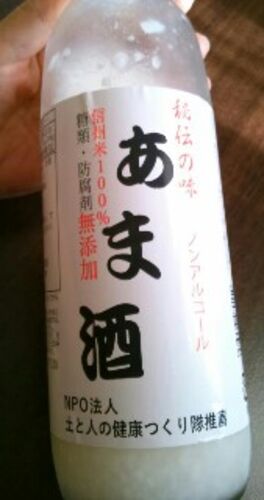 秘伝の味
ノンアルコール
あま酒
信州米100%
糖類・防腐剤無添加
NPO法人
土と人の健康つくり隊推薦